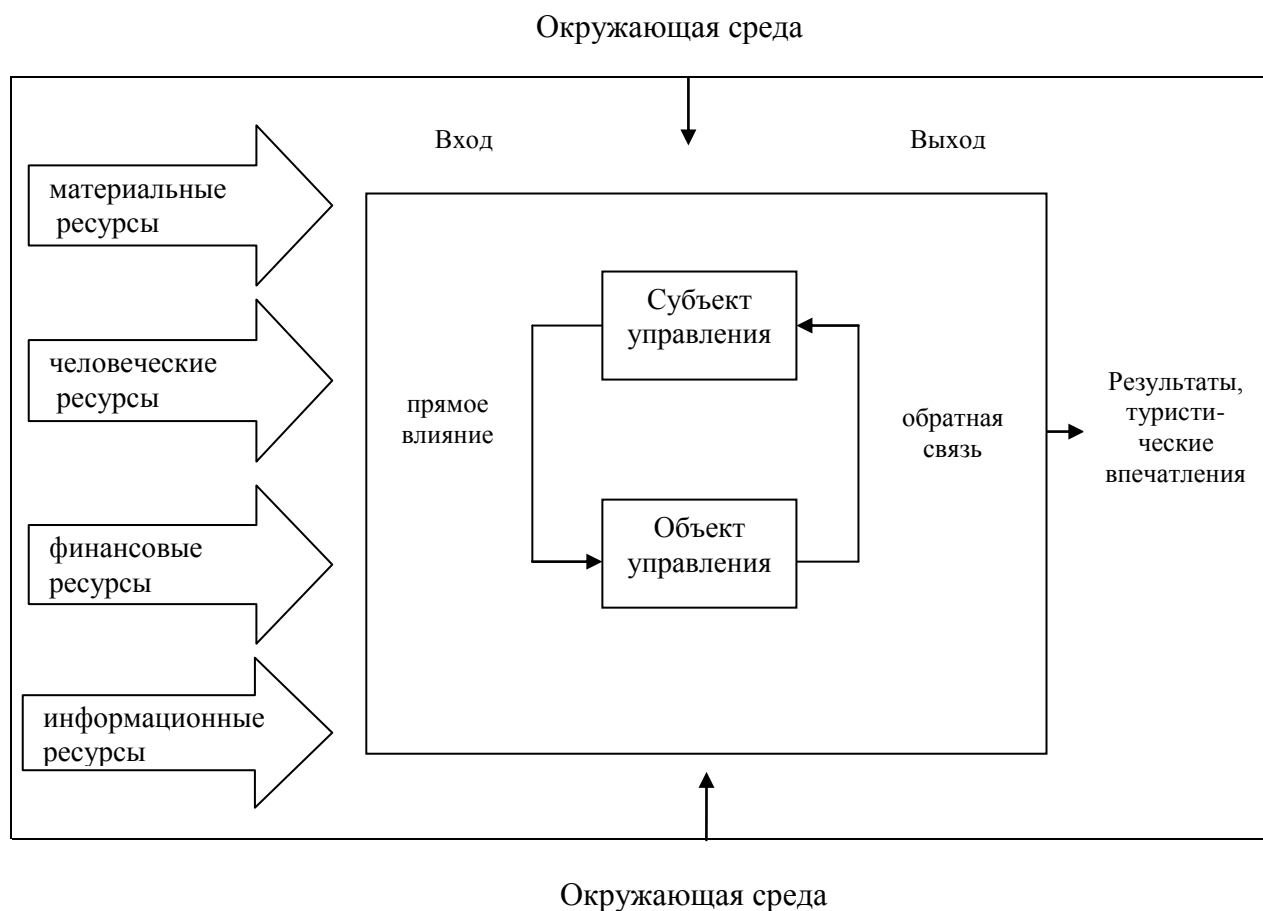 Окружающая среда
Вход
Выход
материальные
ресурсы
человеческие
ресурсы
финансовые
ресурсы
информационные
ресурсы
прямое
влияние
Субъект
управления
Объект
управления
обратная
связь
Результаты,
туристи-
ческие
впечатления
Окружающая среда